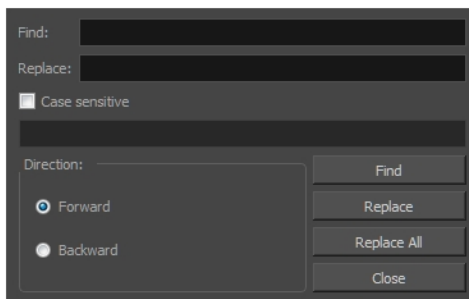 Find:
Replace:
Case sensitive
Direction:
Forward
Backward
Find
Replace
Replace All
Close